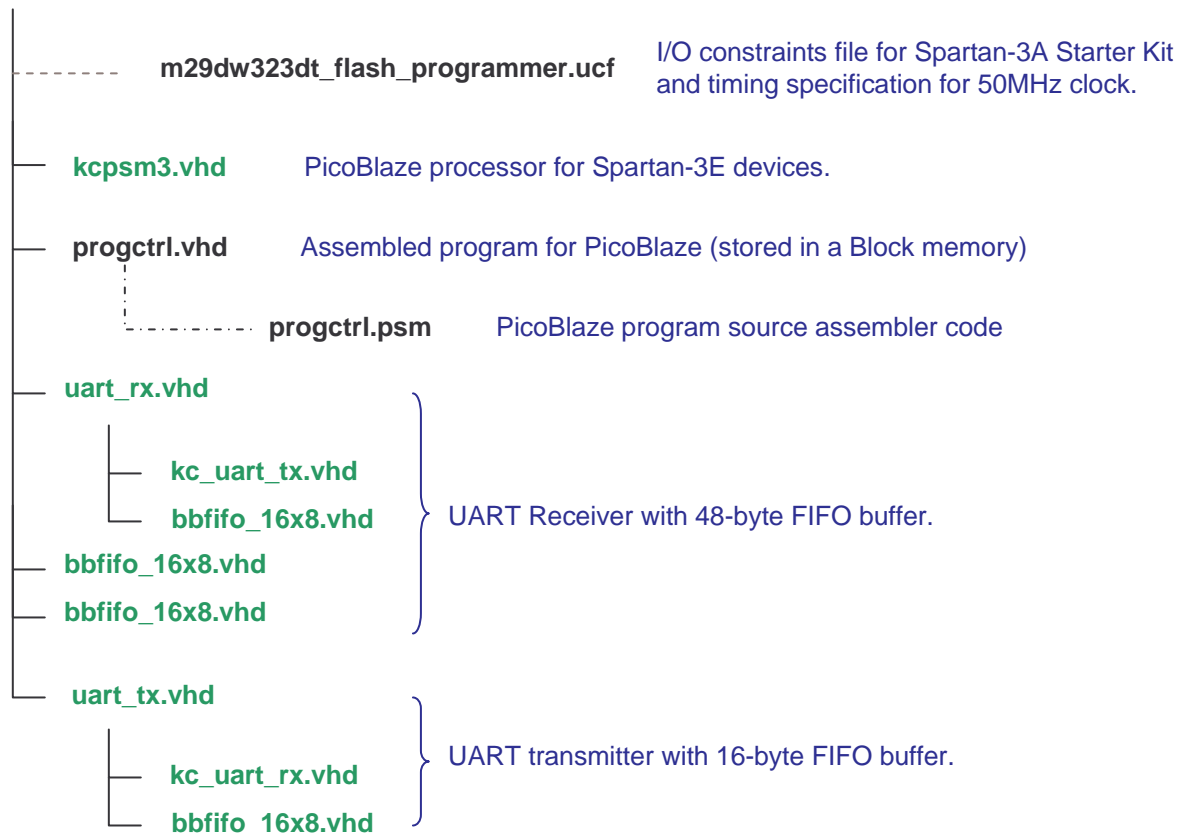 m29dw323dt_flash_programmer.ucf
I/O constraints file for Spartan-3A Starter Kit
and timing specification for 50MHz clock.
kcpsm3.vhd PicoBlaze processor for Spartan-3E devices.
progctrl.vhd Assembled program for PicoBlaze (stored in a Block memory)
progctrl.psm PicoBlaze program source assembler code
uart_rx.vhd
kc_uart_tx.vhd
bbfifo_16x8.vhd
UART Receiver with 48-byte FIFO buffer.
bbfifo_16x8.vhd
bbfifo_16x8.vhd
uart_tx.vhd
UART transmitter with 16-byte FIFO buffer.
kc_uart_rx.vhd
bbfifo_16x8.vhd